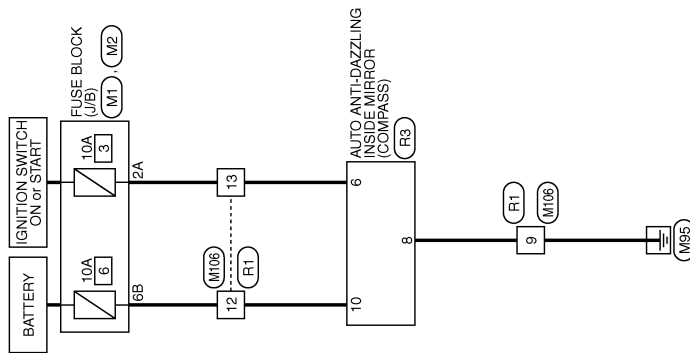 BATTERY
IGNITION SWITCH
ON or START
FUSE BLOCK
(J/B)
M1 , M2
10A
6
10A
3
6B
2A
M106
12
13
R1
AUTO ANTI-DAZZLING
INSIDE MIRROR
(COMPASS)
R3
10
6
8
R1
9
M106
M95